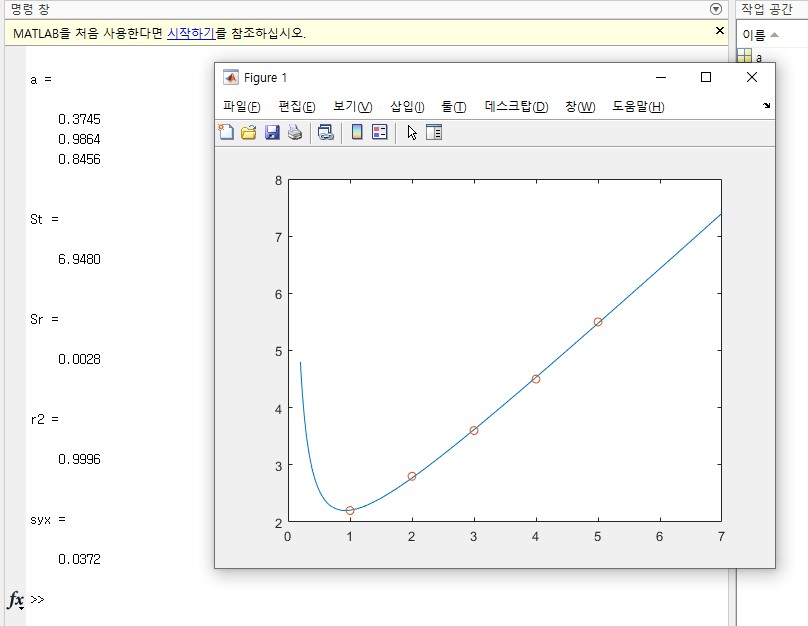 명령 창
작업 공간
MATLAB을 처음 사용한다면 시작하기를 참조하십시오.
이름
a
a =
0.3745
0.9864
0.8456
St =
6.9480
Sr =
0.0028
r2 =
0.9996
syx =
0.0372
fx >>
Figure 1
파일(F) 편집(E) 보기(V) 삽입(I) 툴(T) 데스크탑(D) 창(W) 도움말(H)
8
7
6
5
4
3
2
0 1 2 3 4 5 6 7